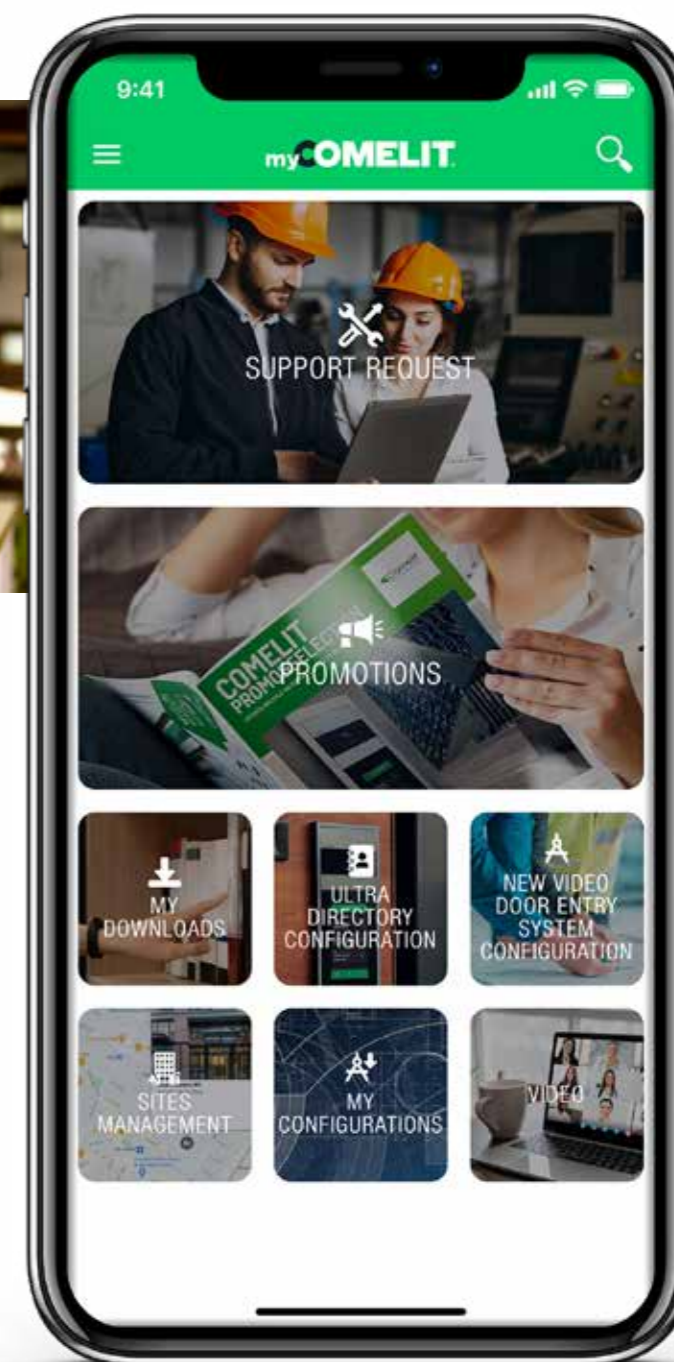 9:41
myCOMELIT
SUPPORT REQUEST
COMELIT
PROMOSELECTION
PROMOTIONS
MY
DOWNLOADS
ULTRA
DIRECTORY
CONFIGURATION
NEW VIDEO
DOOR ENTRY
SYSTEM
CONFIGURATION
SITES
MANAGEMENT
MY
CONFIGURATIONS
VIDEO